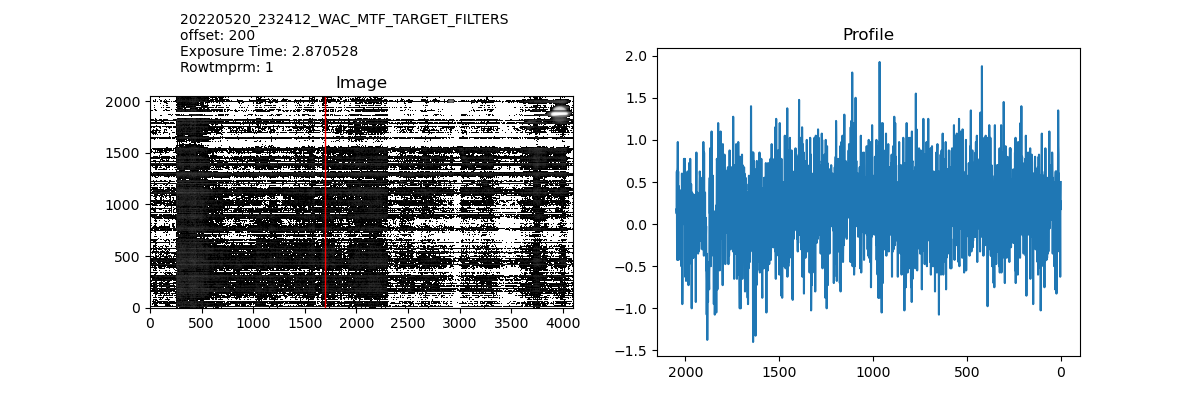 20220520_232412_WAC_MTF_TARGET_FILTERS
offset: 200
Exposure Time: 2.870528
Rowtmprm: 1
Image
2000
1500
1000
500
0
0 500 1000 1500 2000 2500 3000 3500 4000
Profile
2.0
1.5
1.0
0.5
0.0
−0.5
−1.0
−1.5
2000 1500 1000 500 0